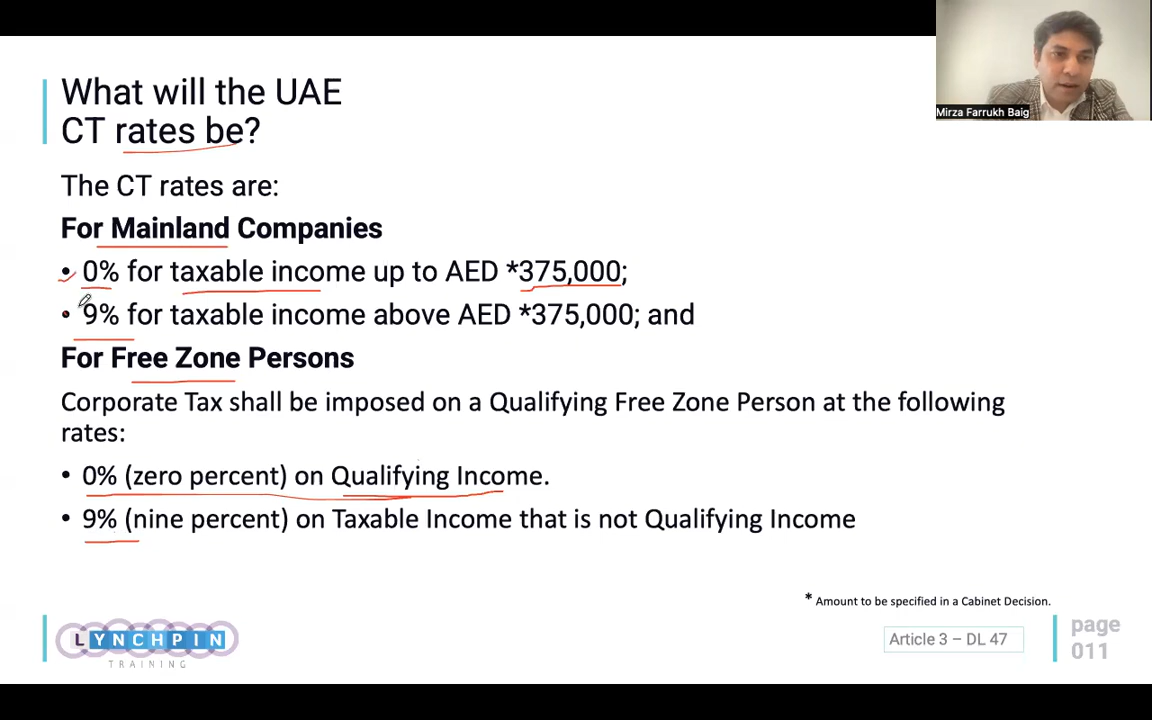 What will the UAE
CT rates be?
Mirza Farrukh Baig
The CT rates are:
For Mainland Companies
• 0% for taxable income up to AED *375,000;
• 9% for taxable income above AED *375,000; and
For Free Zone Persons
Corporate Tax shall be imposed on a Qualifying Free Zone Person at the following
rates:
• 0% (zero percent) on Qualifying Income.
• 9% (nine percent) on Taxable Income that is not Qualifying Income
* Amount to be specified in a Cabinet Decision.
LYNCHPIN
TRAINING
Article 3 – DL 47
page
011